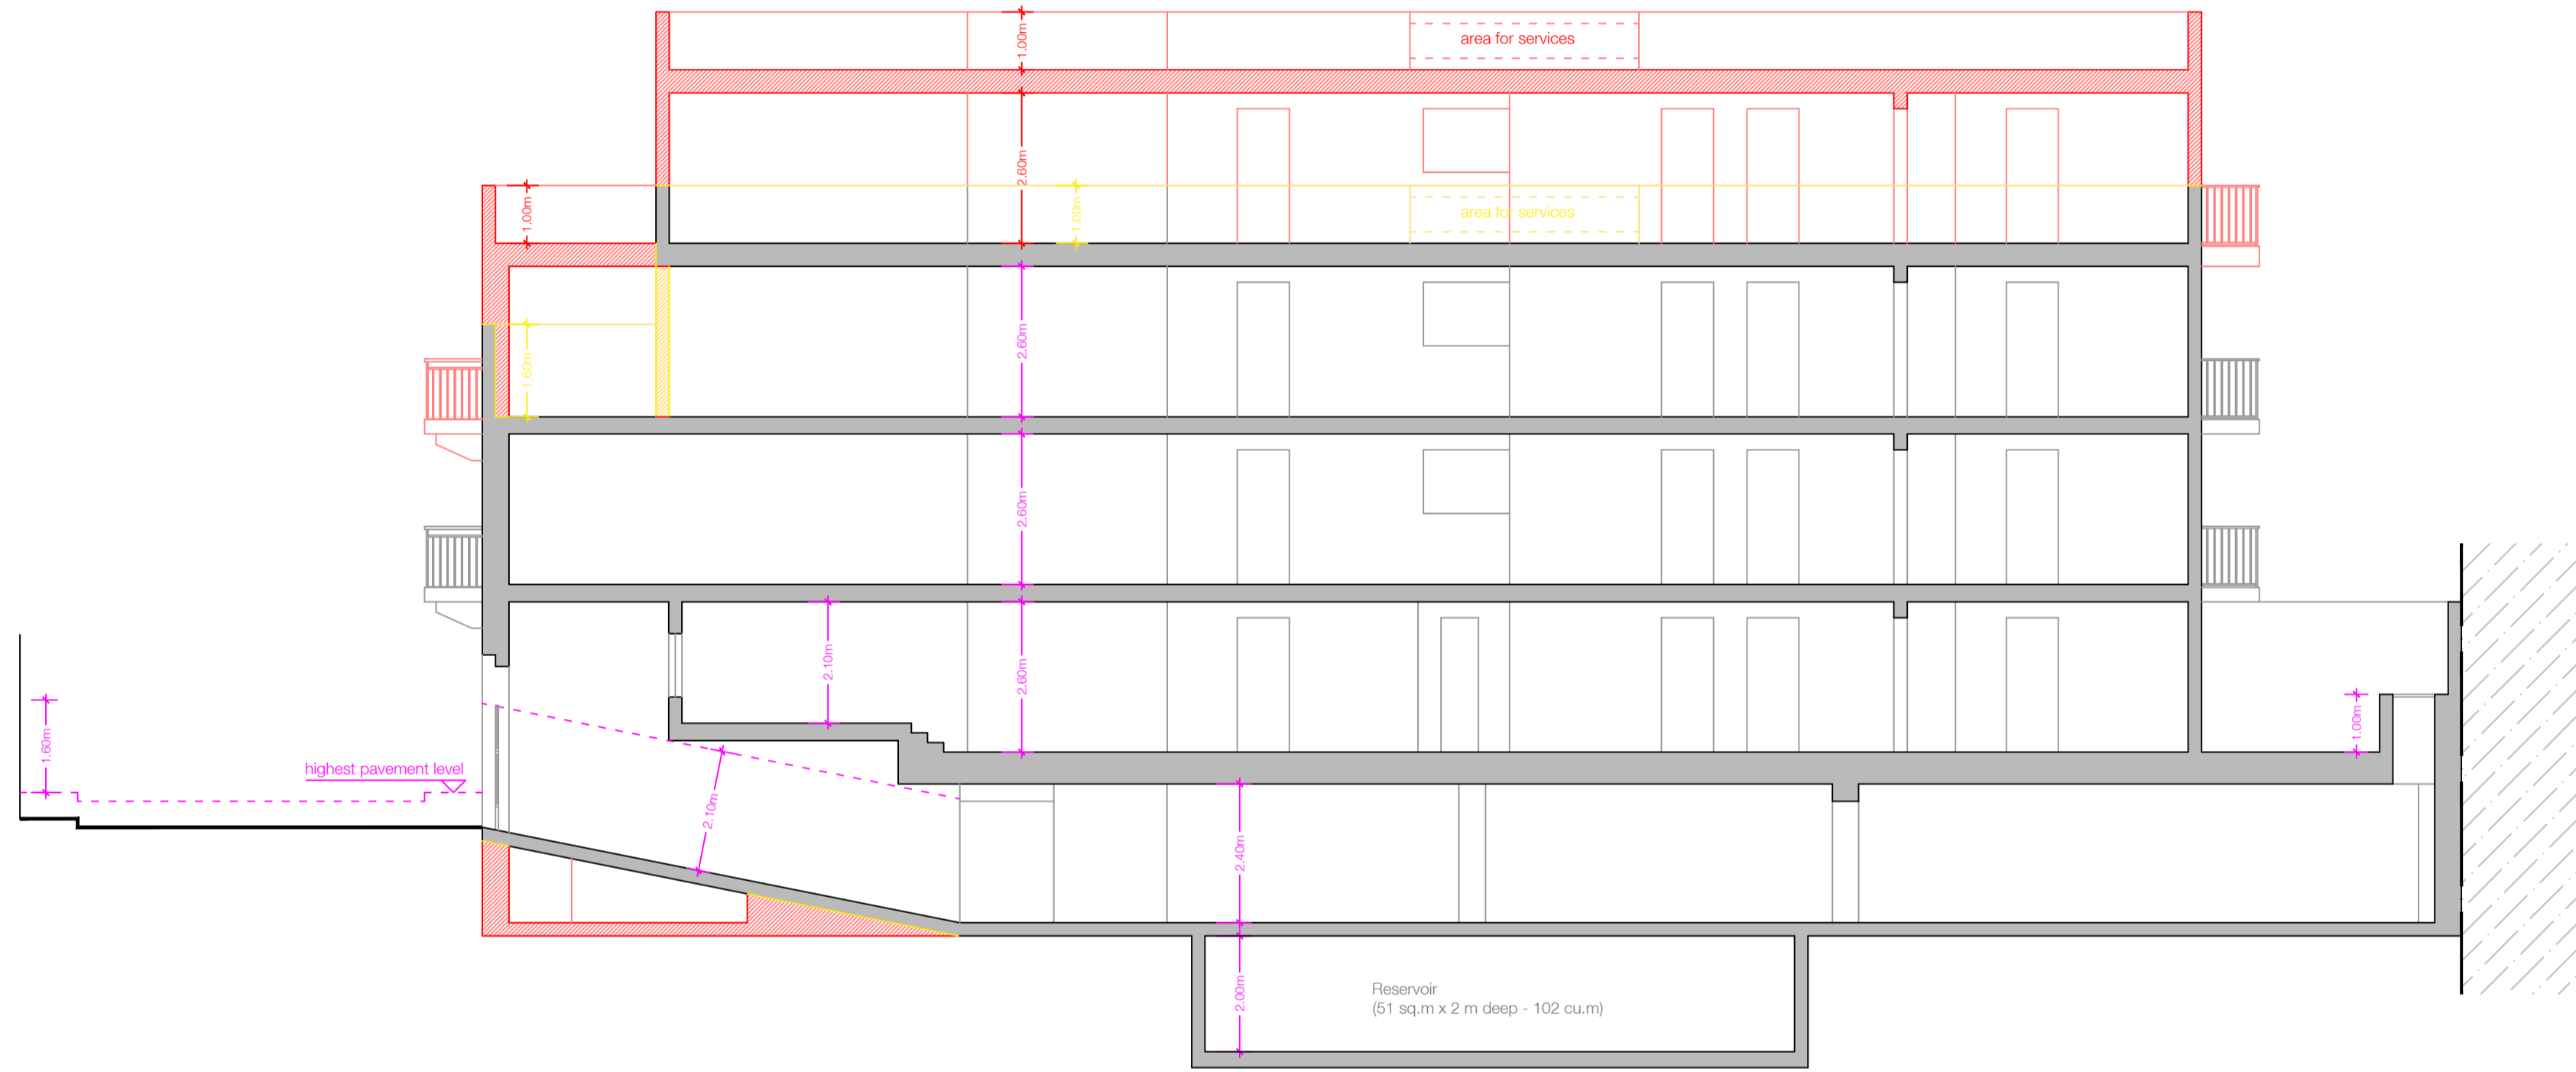 1.00m
area for services
2.60m
1.00m
1.00m
area for services
2.60m
1.60m
2.60m
2.10m
2.60m
1.60m
1.00m
highest pavement level
2.10m
2.40m
2.00m
Reservoir
(51 sq.m x 2 m deep - 102 cu.m)